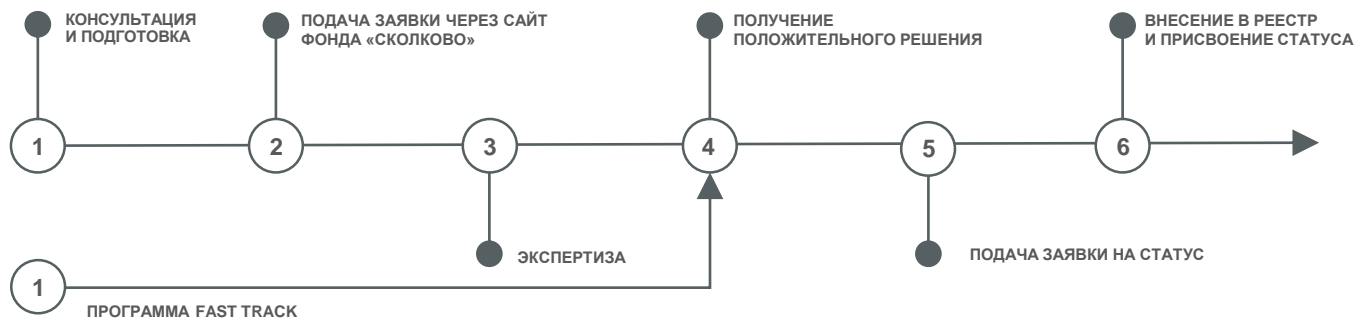 КОНСУЛЬТАЦИЯ
И ПОДГОТОВКА
ПОДАЧА ЗАЯВКИ ЧЕРЕЗ САЙТ
ФОНДА «СКОЛКОВО»
ПОЛУЧЕНИЕ
ПОЛОЖИТЕЛЬНОГО РЕШЕНИЯ
ВНЕСЕНИЕ В РЕЕСТР
И ПРИСВОЕНИЕ СТАТУСА
1
2
3
4
5
6
ЭКСПЕРТИЗА
ПОДАЧА ЗАЯВКИ НА СТАТУС
1
ПРОГРАММА FAST TRACK